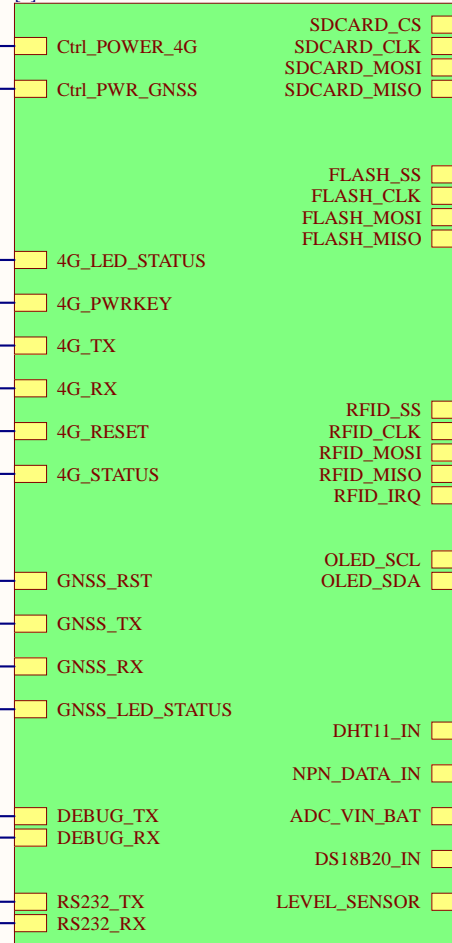 Ctrl_POWER_4G
Ctrl_PWR_GNSS
4G_LED_STATUS
4G_PWRKEY
4G_TX
4G_RX
4G_RESET
4G_STATUS
GNSS_RST
GNSS_TX
GNSS_RX
GNSS_LED_STATUS
DEBUG_TX
DEBUG_RX
RS232_TX
RS232_RX
SDCARD_CS
SDCARD_CLK
SDCARD_MOSI
SDCARD_MISO
FLASH_SS
FLASH_CLK
FLASH_MOSI
FLASH_MISO
RFID_SS
RFID_CLK
RFID_MOSI
RFID_MISO
RFID_IRQ
OLED_SCL
OLED_SDA
DHT11_IN
NPN_DATA_IN
ADC_VIN_BAT
DS18B20_IN
LEVEL_SENSOR